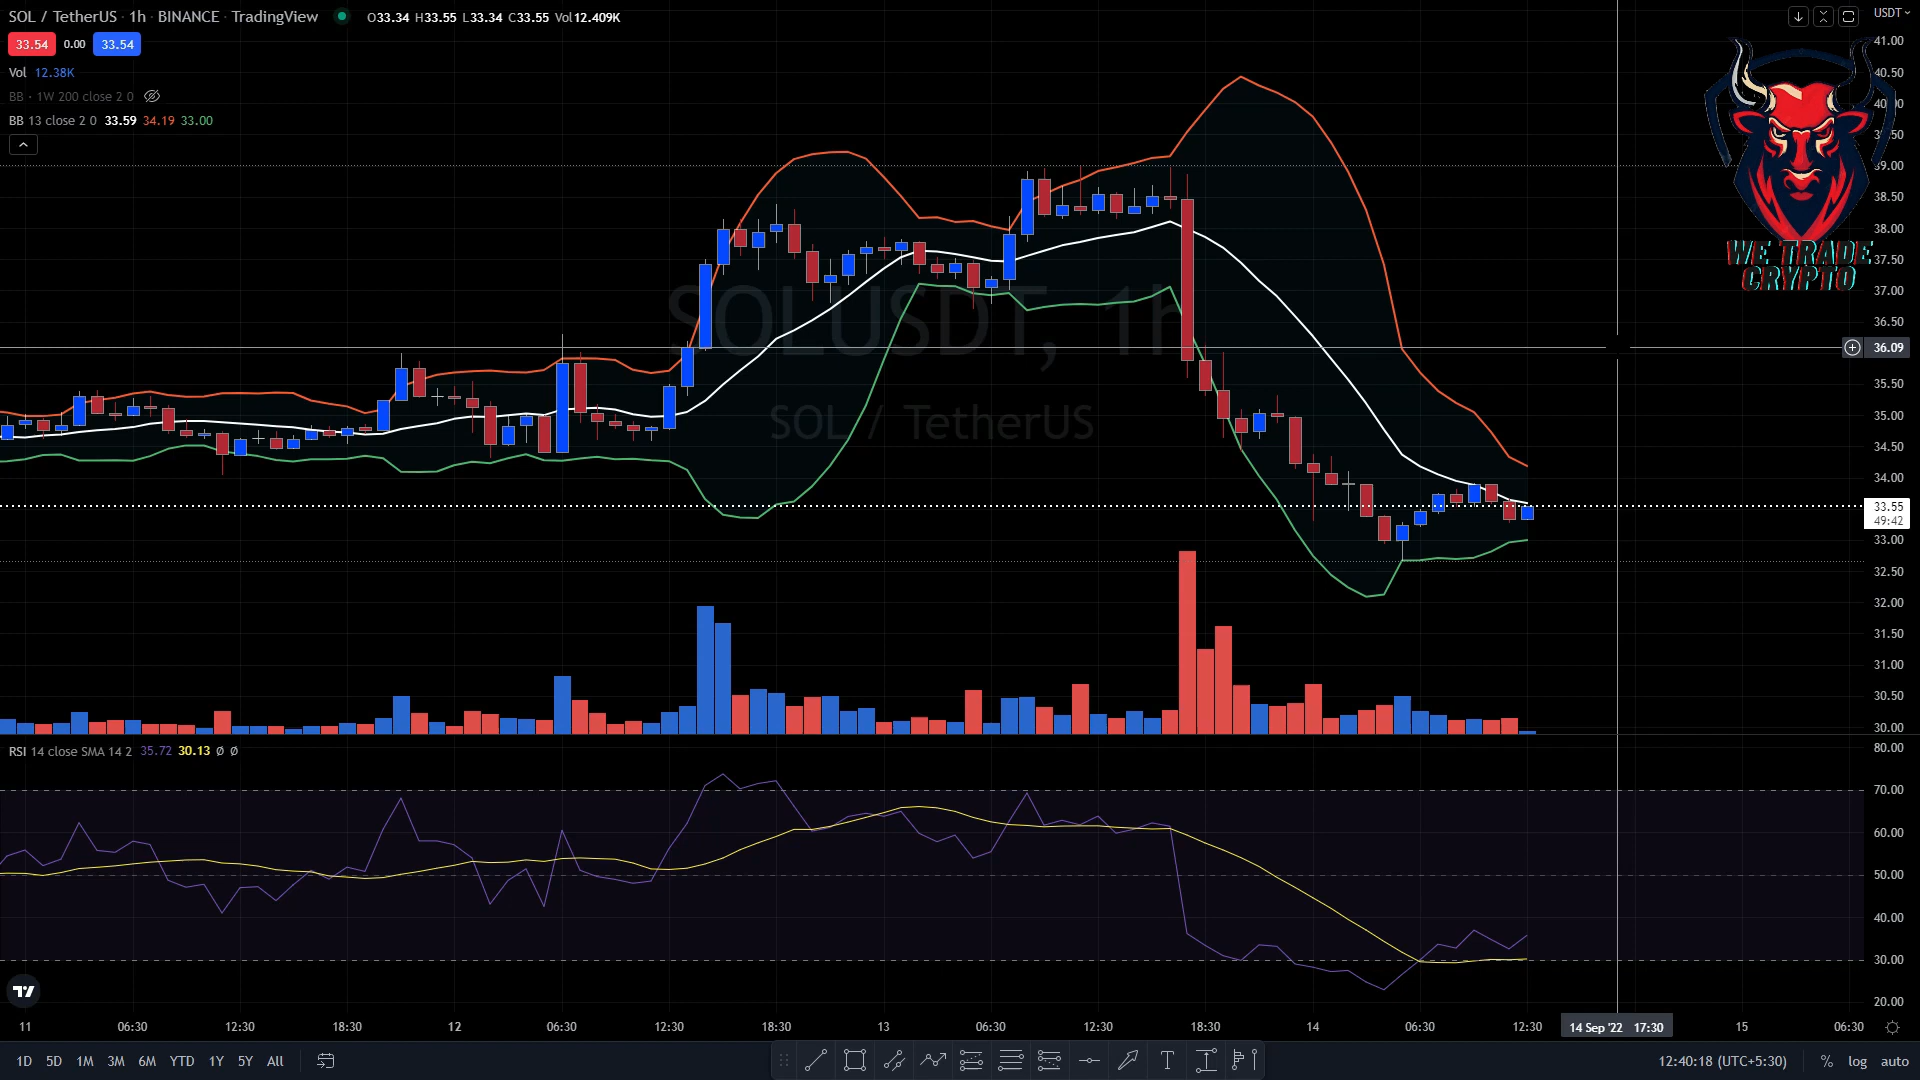 SOL / TetherUS · 1h · BINANCE · TradingView O33.34 H33.55 L33.34 C33.55 Vol12.409K
USDT
33.54 0.00 33.54
Vol 12.38K
BB · 1W 200 close 2 0
BB 13 close 2 0 33.59 34.19 33.00
SOLUSDT, 1h
SOL / TetherUS
WE TRADE
CRYPTO
41.00
40.50
39.00
38.50
38.00
37.50
37.00
36.50
36.09
35.50
35.00
34.50
34.00
33.55
49:42
33.00
32.50
32.00
31.50
31.00
30.50
30.00
RSI 14 close SMA 14 2 35.72 30.13 Ø Ø
80.00
70.00
60.00
50.00
40.00
30.00
20.00
11 06:30 12:30 18:30 12 06:30 12:30 18:30 13 06:30 12:30 18:30 14 06:30 12:30 14 Sep '22 17:30 15 06:30
1D 5D 1M 3M 6M YTD 1Y 5Y All
12:40:18 (UTC+5:30) % log auto